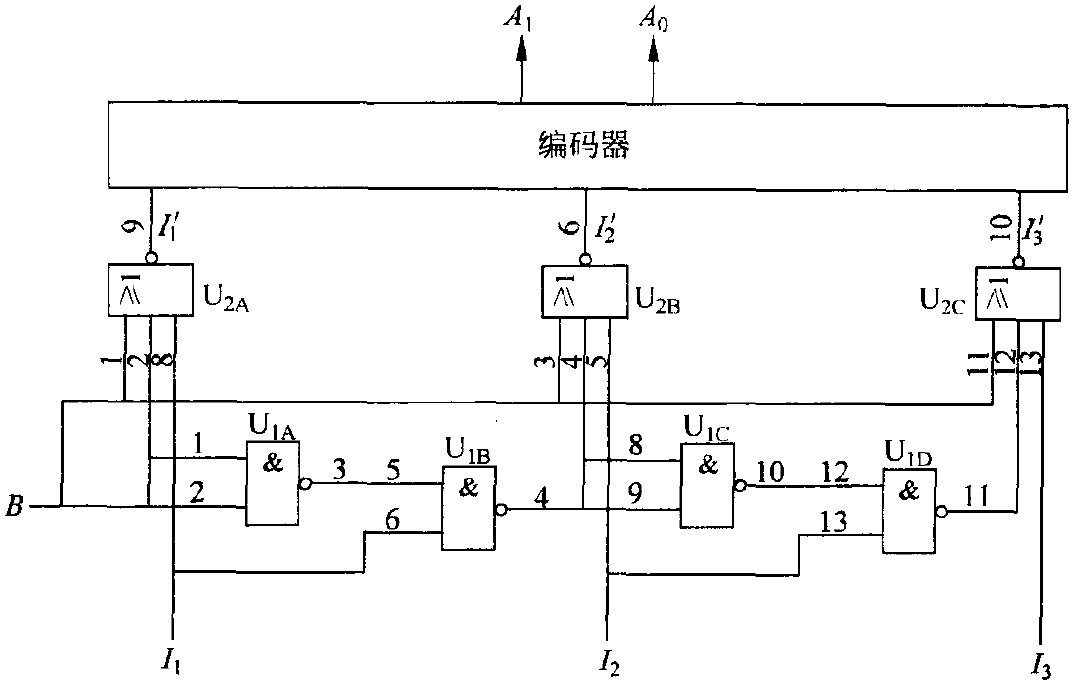 A₁ A₀
编码器
9 I₁′ 6 I₂′ 10 I₃′
≥1 U₂A ≥1 U₂B U₂C ≥1
1 2 8 3 4 5 11 12 13
U₁A U₁B U₁C U₁D
& & & &
1 3 5 8 10 12
B 2 4 9 11
6 13
I₁ I₂ I₃